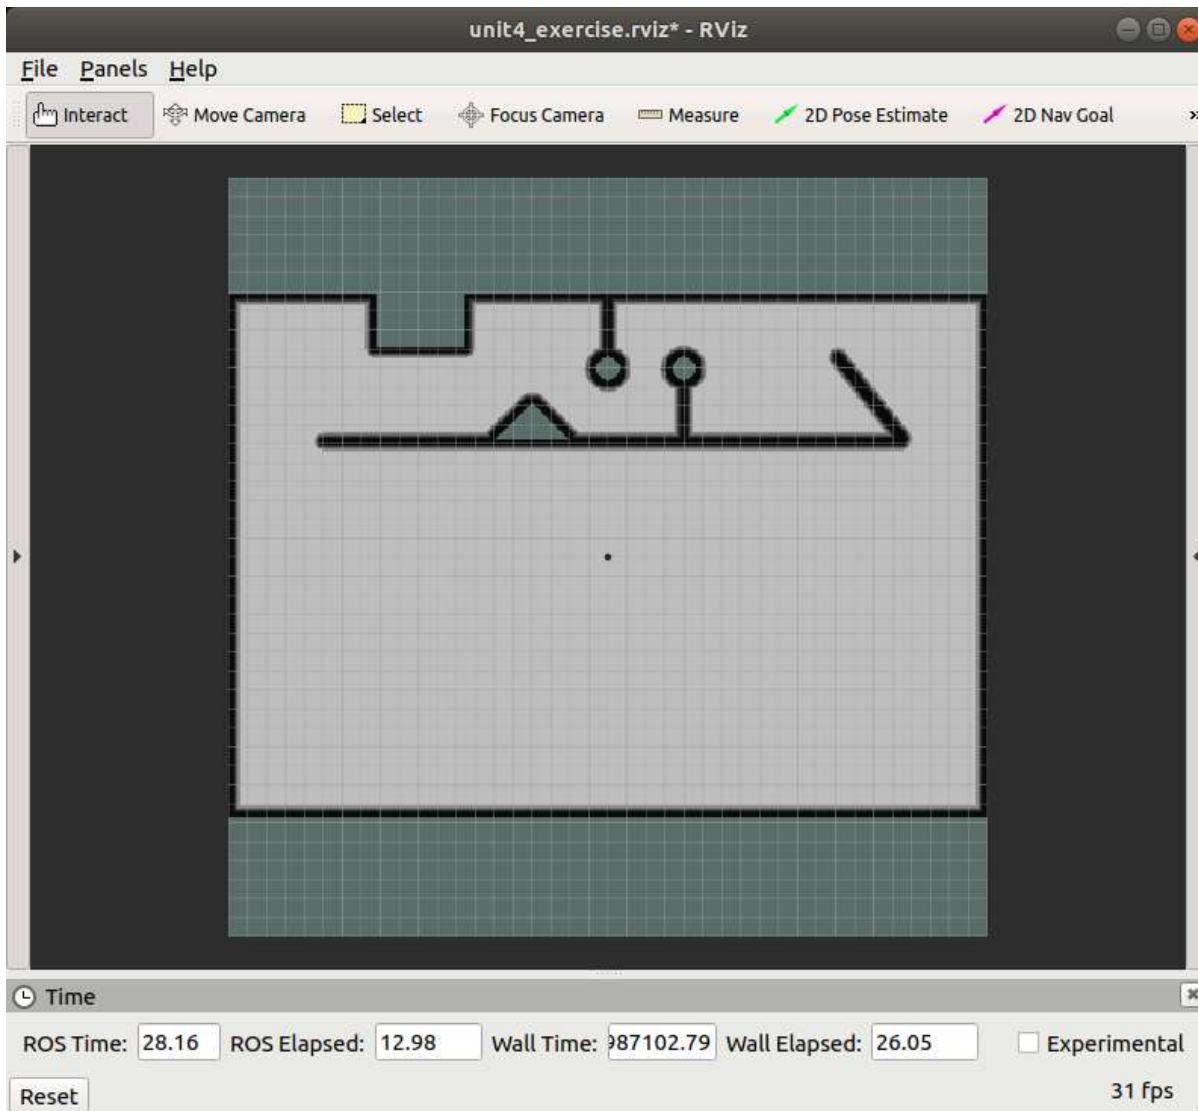 unit4_exercise.rviz* - RViz
File Panels Help
Interact Move Camera Select Focus Camera Measure 2D Pose Estimate 2D Nav Goal »
Time
ROS Time: 28.16 ROS Elapsed: 12.98 Wall Time: 987102.79 Wall Elapsed: 26.05 Experimental
Reset 31 fps